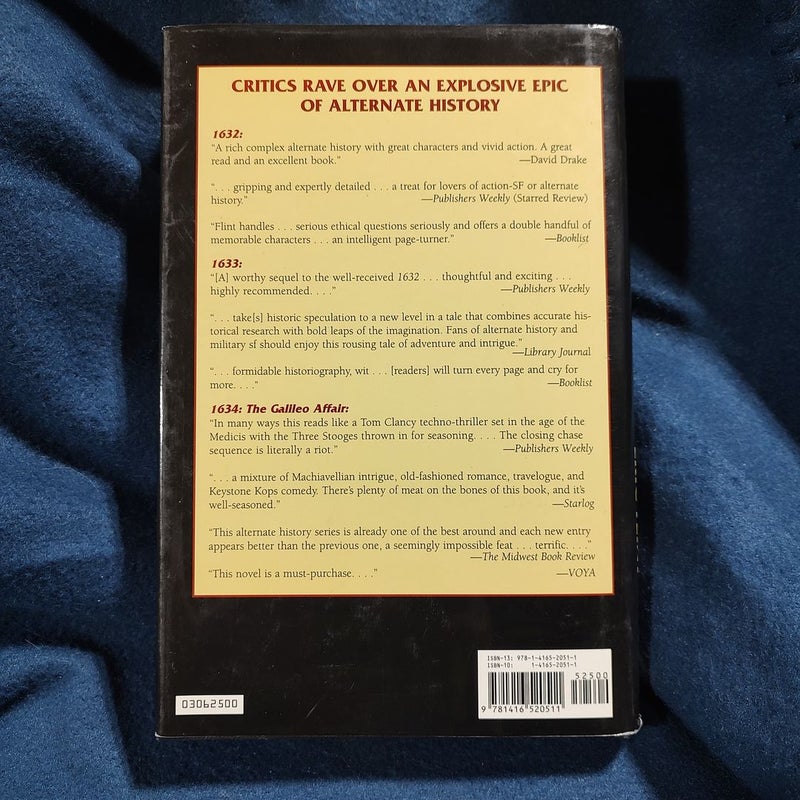 CRITICS RAVE OVER AN EXPLOSIVE EPIC
OF ALTERNATE HISTORY
1632:
“A rich complex alternate history with great characters and vivid action. A great
read and an excellent book.” —David Drake
“. . . gripping and expertly detailed . . . a treat for lovers of action-SF or alternate
history.” —Publishers Weekly (Starred Review)
“Flint handles . . . serious ethical questions seriously and offers a double handful of
memorable characters . . . an intelligent page-turner.” —Booklist
1633:
“[A] worthy sequel to the well-received 1632 . . . thoughtful and exciting . . .
highly recommended. . . .” —Publishers Weekly
“. . . take[s] historic speculation to a new level in a tale that combines accurate his-
torical research with bold leaps of the imagination. Fans of alternate history and
military sf should enjoy this rousing tale of adventure and intrigue.”
—Library Journal
“. . . formidable historiography, wit . . . [readers] will turn every page and cry for
more. . . .” —Booklist
1634: The Galileo Affair:
“In many ways this reads like a Tom Clancy techno-thriller set in the age of the
Medicis with the Three Stooges thrown in for seasoning. . . . The closing chase
sequence is literally a riot.” —Publishers Weekly
“. . . a mixture of Machiavellian intrigue, old-fashioned romance, travelogue, and
Keystone Kops comedy. There’s plenty of meat on the bones of this book, and it’s
well-seasoned.” —Starlog
“This alternate history series is already one of the best around and each new entry
appears better than the previous one, a seemingly impossible feat . . . terrific. . . .”
—The Midwest Book Review
“This novel is a must-purchase. . . .” —VOYA
ISBN-13: 978-1-4165-2051-1
ISBN-10: 1-4165-2051-1
52500
9 781416 520511
03062500